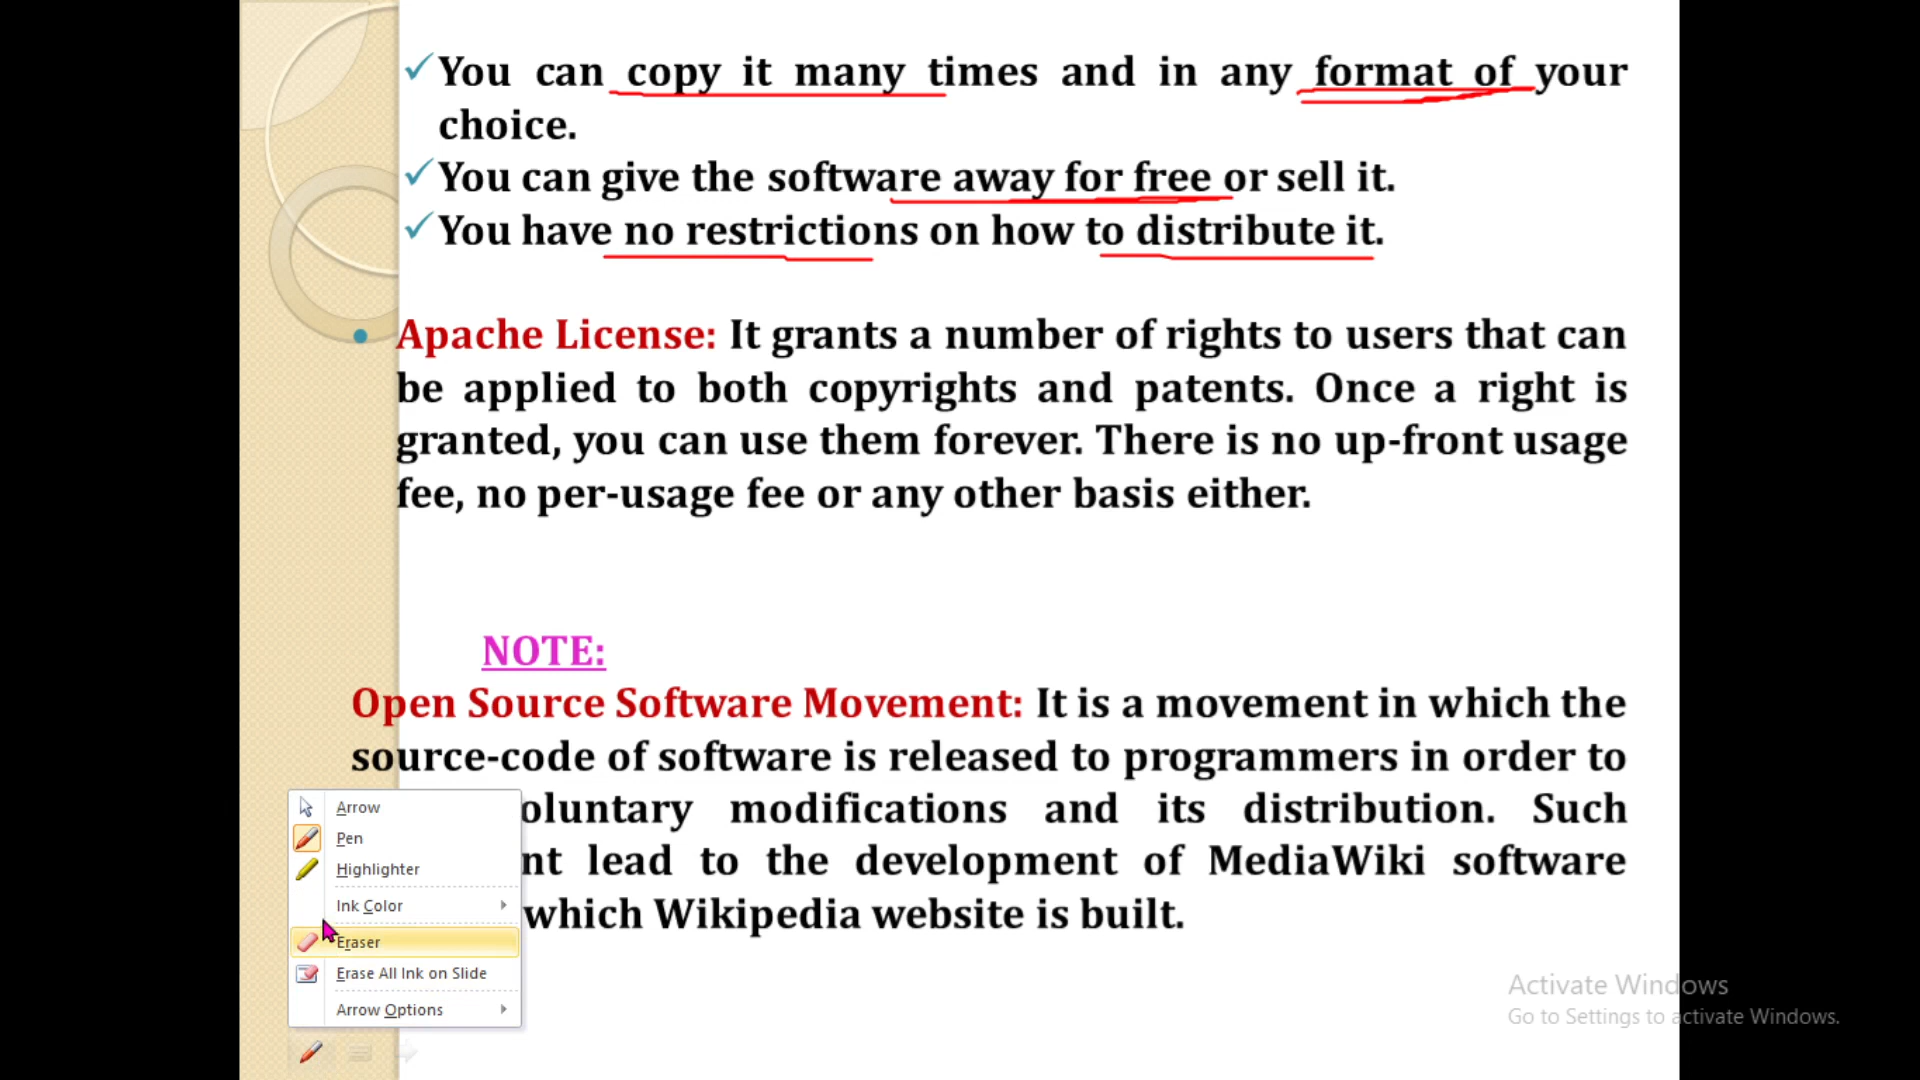 You can copy it many times and in any format of your
choice.
You can give the software away for free or sell it.
You have no restrictions on how to distribute it.
Apache License: It grants a number of rights to users that can
be applied to both copyrights and patents. Once a right is
granted, you can use them forever. There is no up-front usage
fee, no per-usage fee or any other basis either.
NOTE:
Open Source Software Movement: It is a movement in which the
source-code of software is released to programmers in order to
oluntary modifications and its distribution. Such
nt lead to the development of MediaWiki software
which Wikipedia website is built.
Arrow
Pen
Highlighter
Ink Color
Eraser
Erase All Ink on Slide
Arrow Options
Activate Windows
Go to Settings to activate Windows.